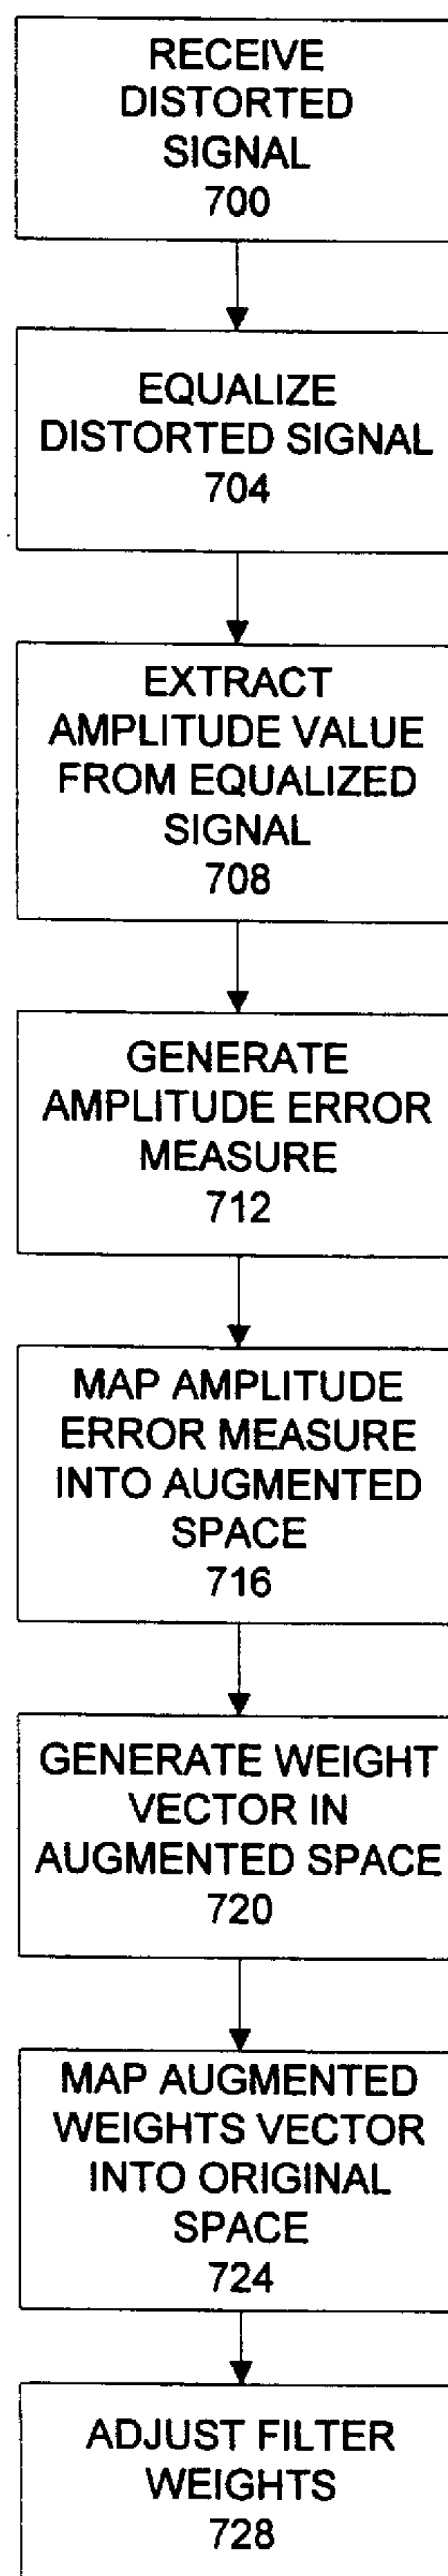 RECEIVE
DISTORTED
SIGNAL
700
EQUALIZE
DISTORTED SIGNAL
704
EXTRACT
AMPLITUDE VALUE
FROM EQUALIZED
SIGNAL
708
GENERATE
AMPLITUDE ERROR
MEASURE
712
MAP AMPLITUDE
ERROR MEASURE
INTO AUGMENTED
SPACE
716
GENERATE WEIGHT
VECTOR IN
AUGMENTED SPACE
720
MAP AUGMENTED
WEIGHTS VECTOR
INTO ORIGINAL
SPACE
724
ADJUST FILTER
WEIGHTS
728